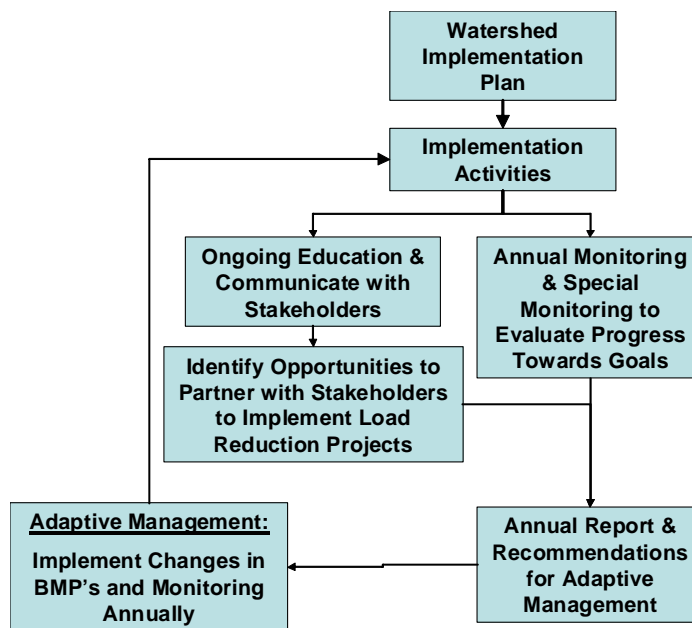 Watershed
Implementation
Plan
Implementation
Activities
Ongoing Education &
Communicate with
Stakeholders
Annual Monitoring
& Special
Monitoring to
Evaluate Progress
Towards Goals
Identify Opportunities to
Partner with Stakeholders
to Implement Load
Reduction Projects
Adaptive Management:
Implement Changes in
BMP's and Monitoring
Annually
Annual Report &
Recommendations
for Adaptive
Management